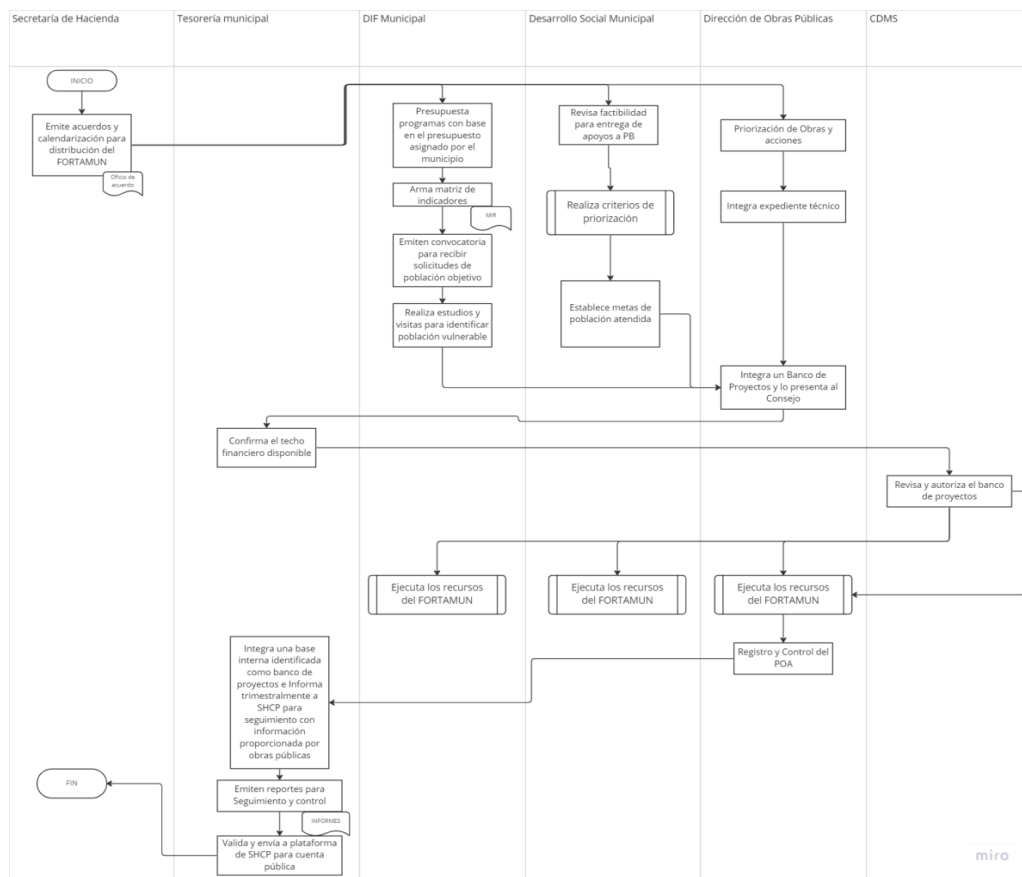 Secretaría de Hacienda
Tesorería municipal
DIF Municipal
Desarrollo Social Municipal
Dirección de Obras Públicas
CDMS
INICIO
Emite acuerdos y
calendarización para
distribución del
FORTAMUN
Oficio de
acuerdo
Presupuesta
programas con base
en el presupuesto
asignado por el
municipio
Arma matriz de
indicadores
MIR
Emiten convocatoria
para recibir
solicitudes de
población objetivo
Realiza estudios y
visitas para identificar
población vulnerable
Revisa factibilidad
para entrega de
apoyos a PB
Realiza criterios de
priorización
Establece metas de
población atendida
Priorización de Obras y
acciones
Integra expediente técnico
Integra un Banco de
Proyectos y lo presenta al
Consejo
Confirma el techo
financiero disponible
Revisa y autoriza el banco
de proyectos
Ejecuta los recursos
del FORTAMUN
Ejecuta los recursos
del FORTAMUN
Ejecuta los recursos
del FORTAMUN
Registro y Control del
POA
Integra una base
interna identificada
como banco de
proyectos e Informa
trimestralmente a
SHCP para
seguimiento con
información
proporcionada por
obras públicas
Emiten reportes para
Seguimiento y control
INFORMES
Valida y envía a plataforma
de SHCP para cuenta
pública
FIN
miro